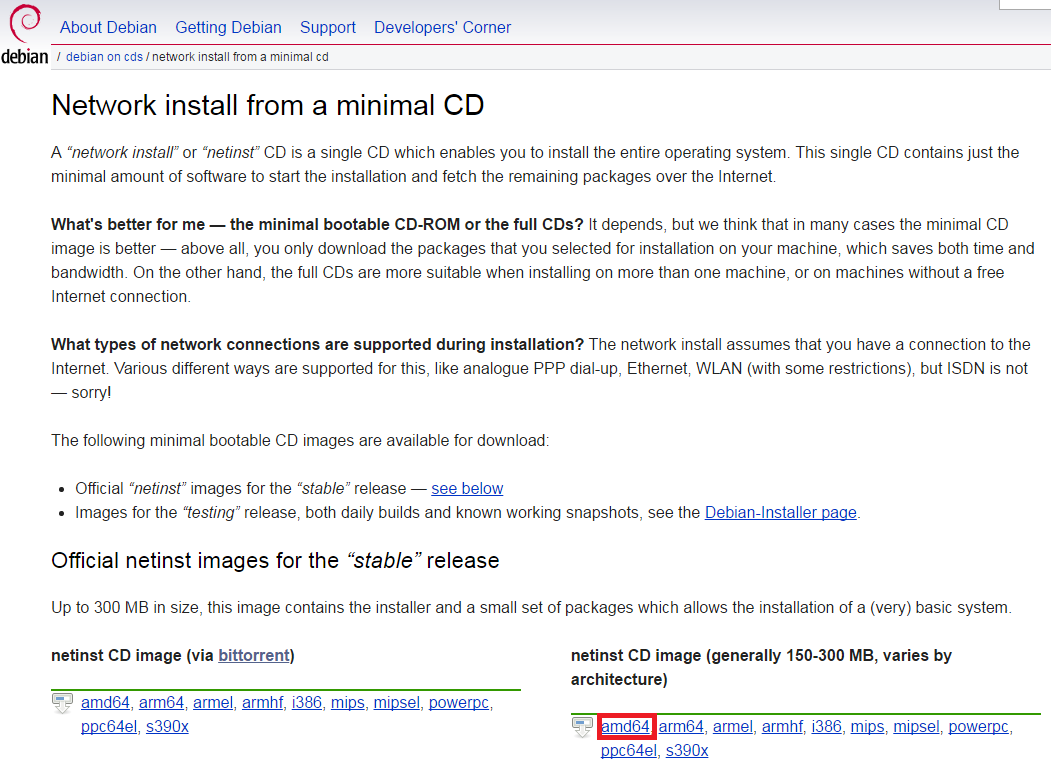 About Debian Getting Debian Support Developers' Corner
debian / debian on cds / network install from a minimal cd
Network install from a minimal CD
A “network install” or “netinst” CD is a single CD which enables you to install the entire operating system. This single CD contains just the
minimal amount of software to start the installation and fetch the remaining packages over the Internet.
What's better for me — the minimal bootable CD-ROM or the full CDs? It depends, but we think that in many cases the minimal CD
image is better — above all, you only download the packages that you selected for installation on your machine, which saves both time and
bandwidth. On the other hand, the full CDs are more suitable when installing on more than one machine, or on machines without a free
Internet connection.
What types of network connections are supported during installation? The network install assumes that you have a connection to the
Internet. Various different ways are supported for this, like analogue PPP dial-up, Ethernet, WLAN (with some restrictions), but ISDN is not
— sorry!
The following minimal bootable CD images are available for download:
• Official “netinst” images for the “stable” release — see below
• Images for the “testing” release, both daily builds and known working snapshots, see the Debian-Installer page.
Official netinst images for the “stable” release
Up to 300 MB in size, this image contains the installer and a small set of packages which allows the installation of a (very) basic system.
netinst CD image (via bittorrent)
amd64, arm64, armel, armhf, i386, mips, mipsel, powerpc,
ppc64el, s390x
netinst CD image (generally 150-300 MB, varies by
architecture)
amd64, arm64, armel, armhf, i386, mips, mipsel, powerpc,
ppc64el, s390x